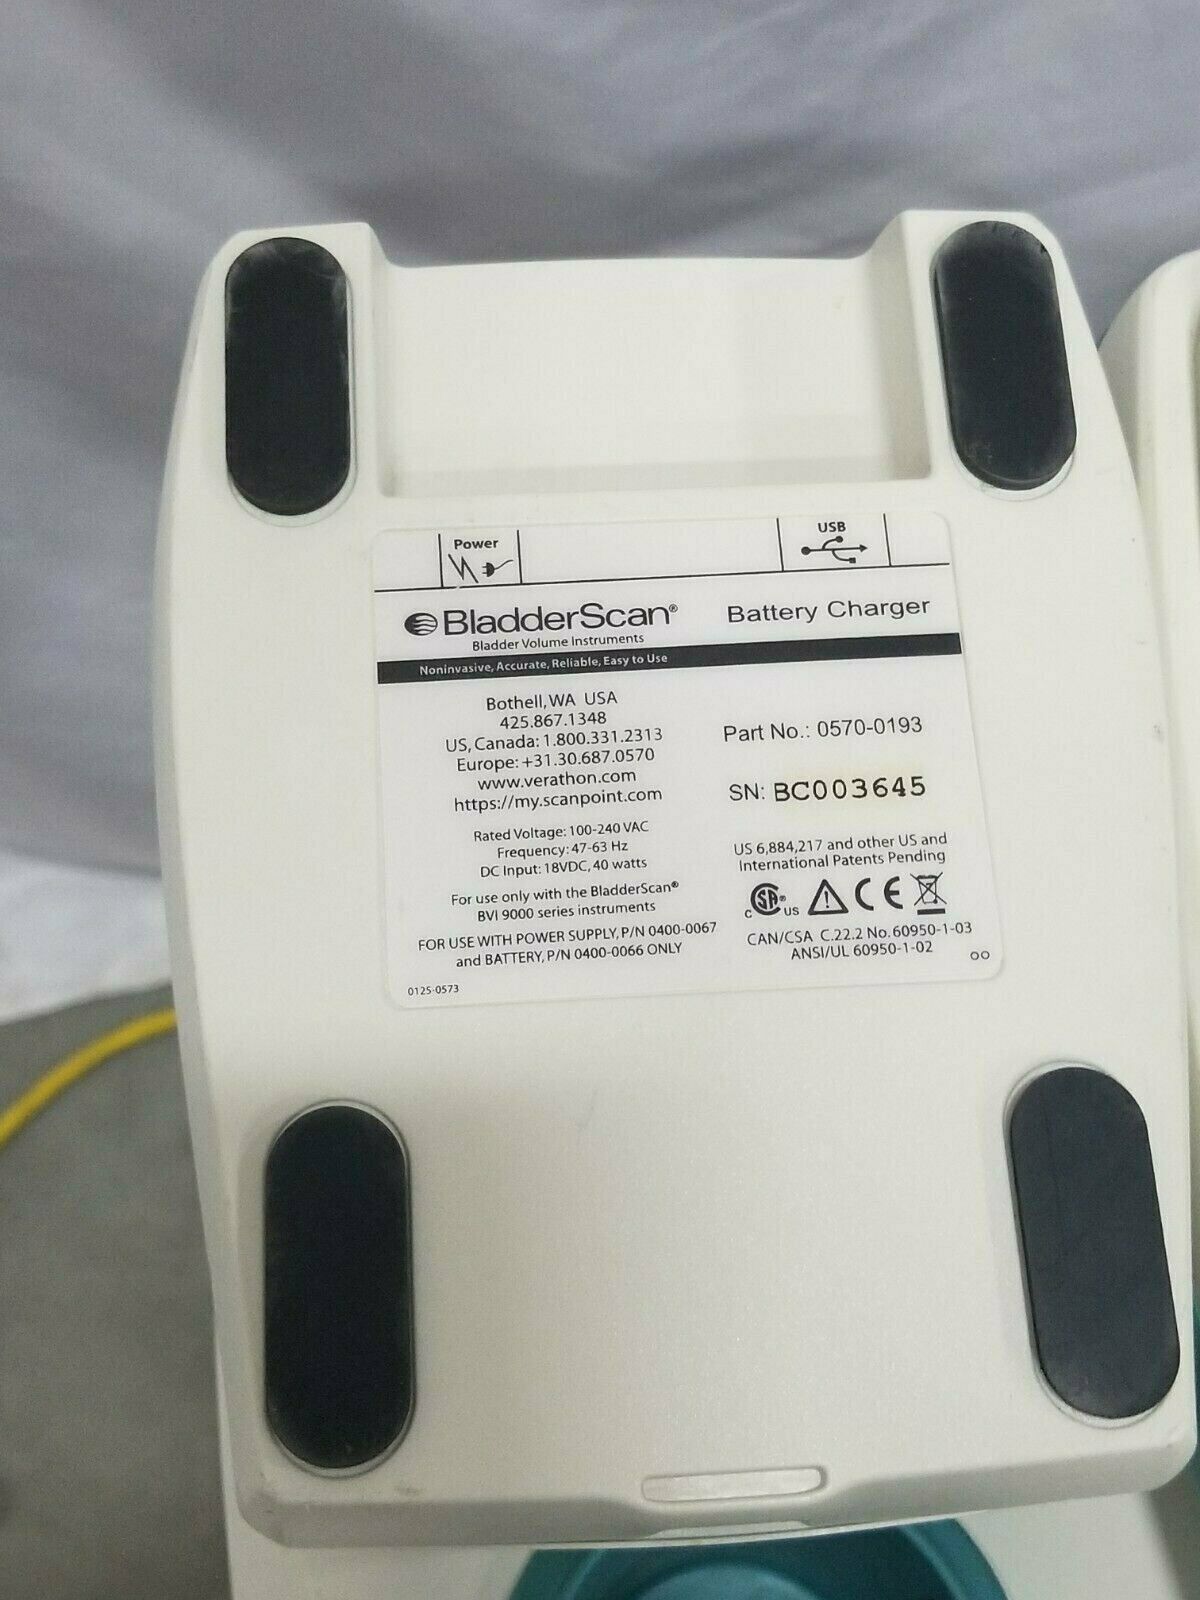 Power
USB
BladderScan®
Battery Charger
Bladder Volume Instruments
Noninvasive, Accurate, Reliable, Easy to Use
Bothell, WA USA
425.867.1348
US, Canada: 1.800.331.2313
Europe: +31.30.687.0570
www.verathon.com
https://my.scanpoint.com
Rated Voltage: 100-240 VAC
Frequency: 47-63 Hz
DC Input: 18VDC, 40 watts
For use only with the BladderScan®
BVI 9000 series instruments
FOR USE WITH POWER SUPPLY, P/N 0400-0067
and BATTERY, P/N 0400-0066 ONLY
0125-0573
Part No.: 0570-0193
SN: BC003645
US 6,884,217 and other US and
International Patents Pending
C SA® US CE
CAN/CSA C.22.2 No. 60950-1-03
ANSI/UL 60950-1-02
OO